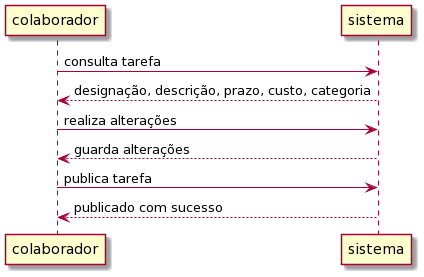 colaborador sistema
consulta tarefa
designação, descrição, prazo, custo, categoria
realiza alterações
guarda alterações
publica tarefa
publicado com sucesso
colaborador sistema